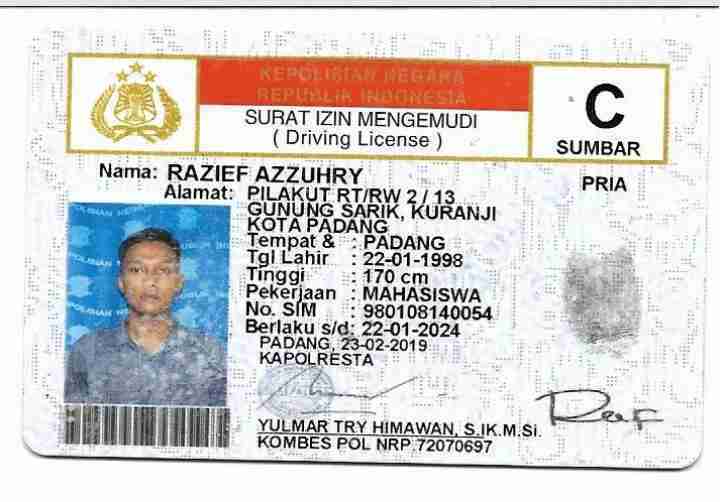 KEPOLISIAN NEGARA
REPUBLIK INDONESIA
SURAT IZIN MENGEMUDI
( Driving License )
C
SUMBAR
Nama: RAZIEF AZZUHRY
PRIA
Alamat: PILAKUT RT/RW 2 / 13
GUNUNG SARIK, KURANJI
KOTA PADANG
Tempat & : PADANG
Tgl Lahir : 22-01-1998
Tinggi : 170 cm
Pekerjaan : MAHASISWA
No. SIM : 980108140054
Berlaku s/d: 22-01-2024
PADANG, 23-02-2019
KAPOLRESTA
YULMAR TRY HIMAWAN, S.IK.M.Si.
KOMBES POL NRP.72070697